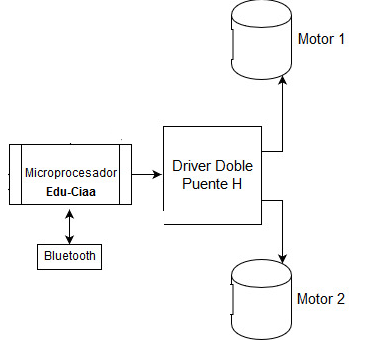 Motor 1
Driver Doble
Puente H
Microprocesador
Edu-Ciaa
Bluetooth
Motor 2